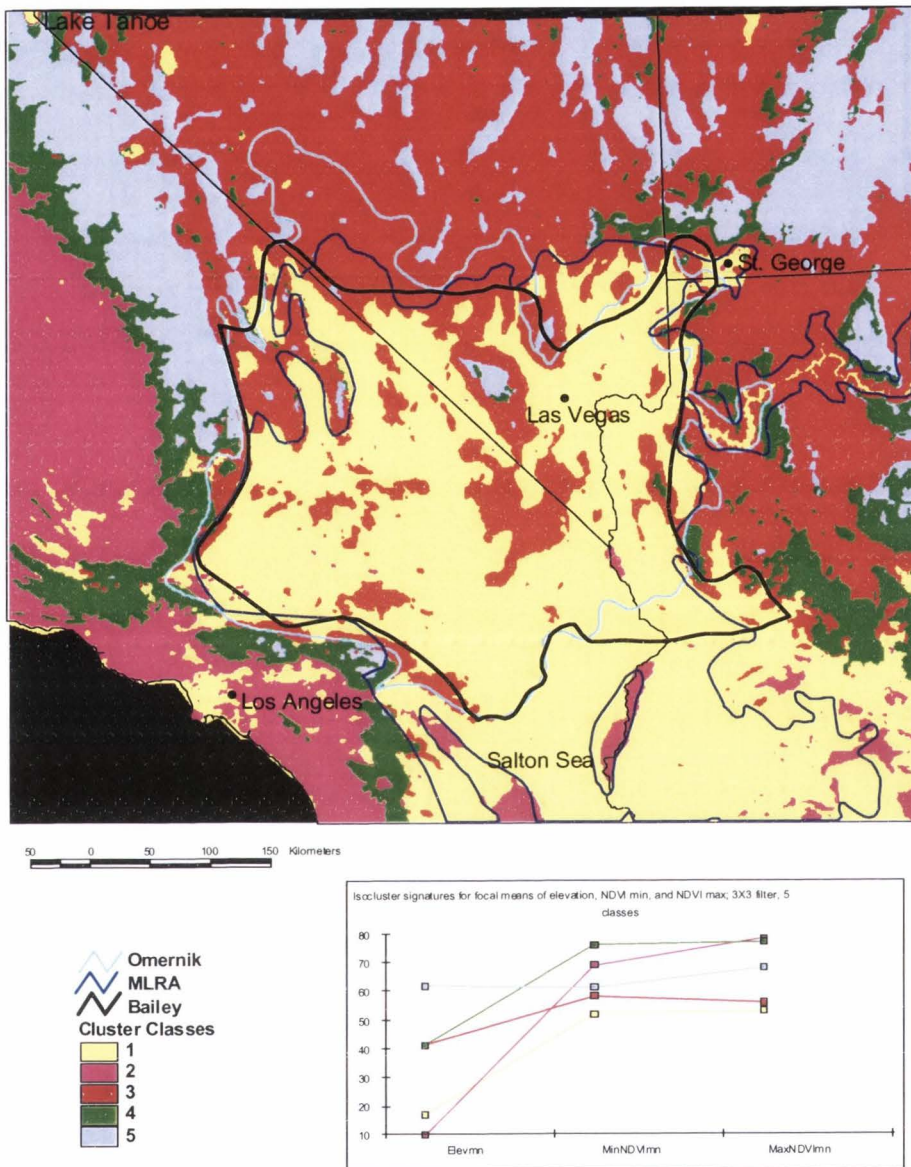 Lake Tahoe
St. George
Las Vegas
Los Angeles
Salton Sea
50 0 50 100 150 Kilometers
Isocluster signatures for focal means of elevation, NDVI min, and NDVI max; 3X3 filter, 5
classes
80
70
60
50
40
30
20
10
Elevmn MinNDVImn MaxNDVImn
Omernik
MLRA
Bailey
Cluster Classes
1
2
3
4
5